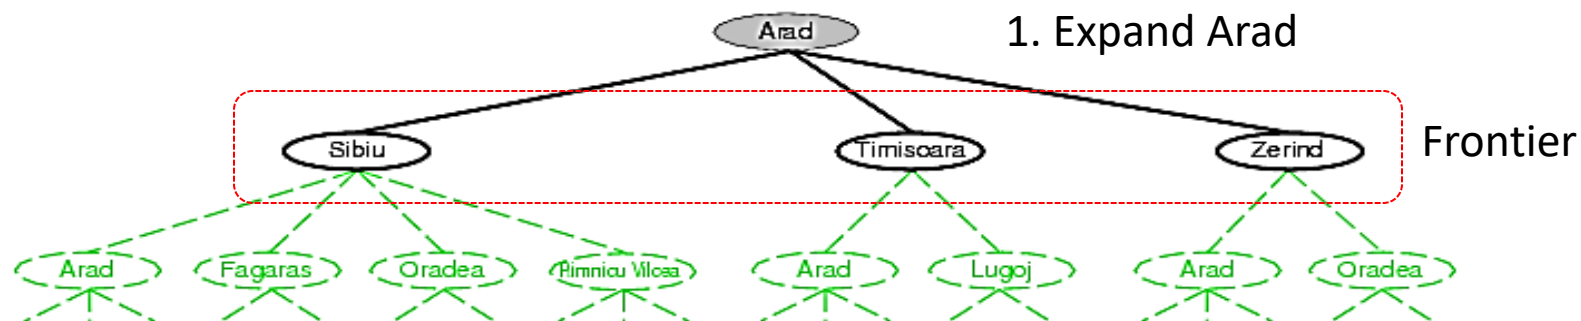 Arad
1. Expand Arad
Sibiu
Timisoara
Zerind
Frontier
Arad
Fagaras
Oradea
Rimnicu Vilcea
Arad
Lugoj
Arad
Oradea